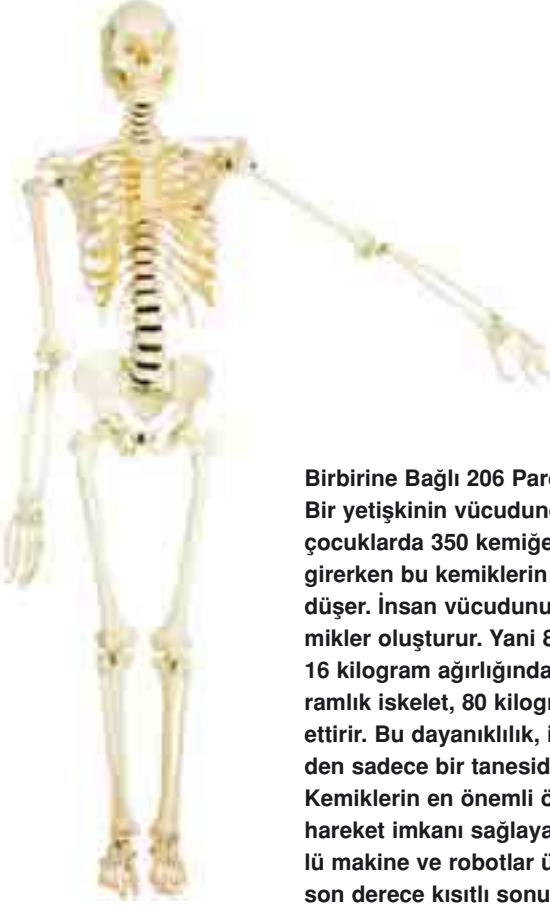 Birbirine Bağlı 206 Parç
Bir yetişkinin vücudund
çocuklarda 350 kemiğe
girerken bu kemiklerin
düşer. İnsan vücudunu
mikler oluşturur. Yani 8
16 kilogram ağırlığında
ramlık iskelet, 80 kilogr
ettirir. Bu dayanıklılık, i
den sadece bir tanesid
Kemiklerin en önemli ö
hareket imkanı sağlaya
lü makine ve robotlar ü
son derece kısıtlı sonu